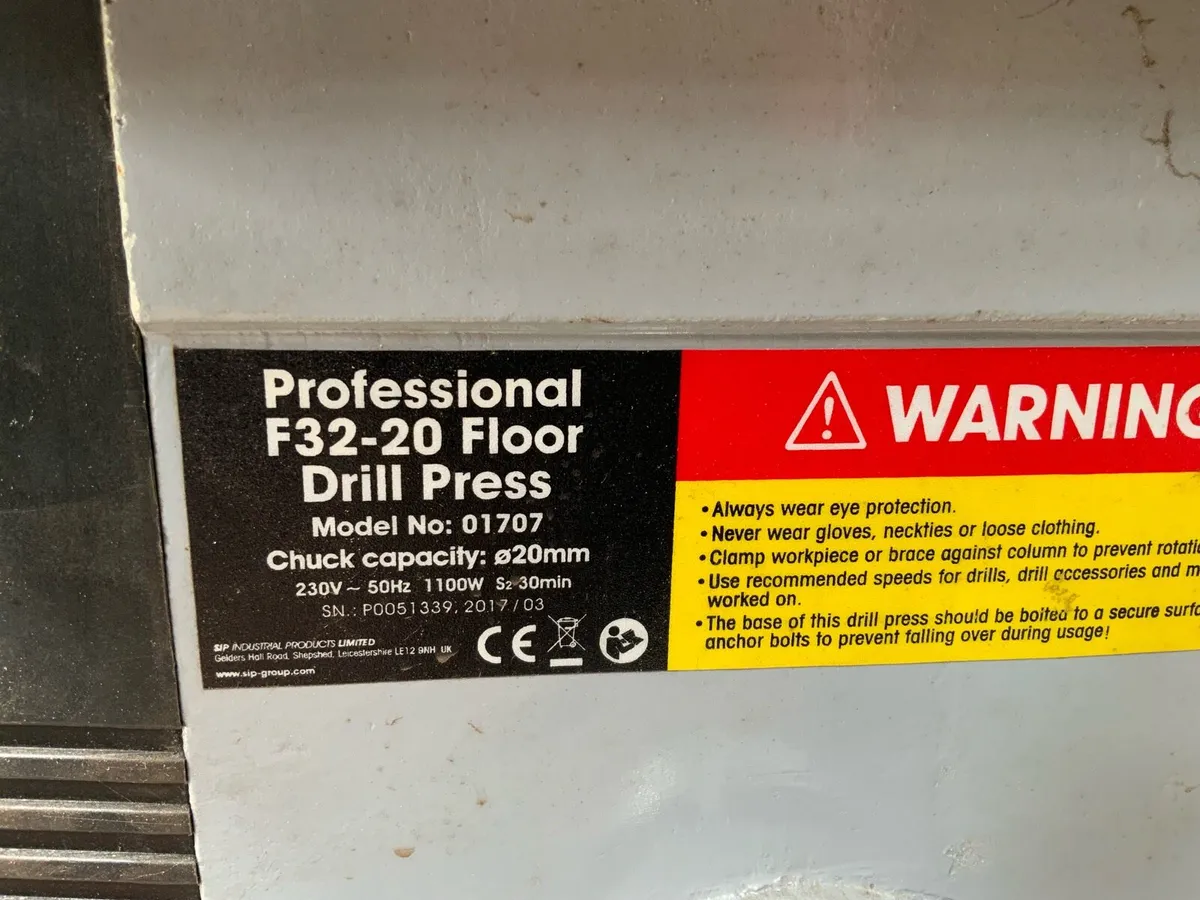 Professional
F32-20 Floor
Drill Press
Model No: 01707
Chuck capacity: ø20mm
230V ~ 50Hz 1100W S2 30min
SN.: P0051339, 2017/03
SIP INDUSTRIAL PRODUCTS LIMITED
Gelders Hall Road, Shepshed, Leicestershire LE12 9NH UK
www.sip-group.com
CE
WARNING
• Always wear eye protection.
• Never wear gloves, neckties or loose clothing.
• Clamp workpiece or brace against column to prevent rotati
• Use recommended speeds for drills, drill accessories and m
worked on.
• The base of this drill press should be bolted to a secure surfa
anchor bolts to prevent falling over during usage!